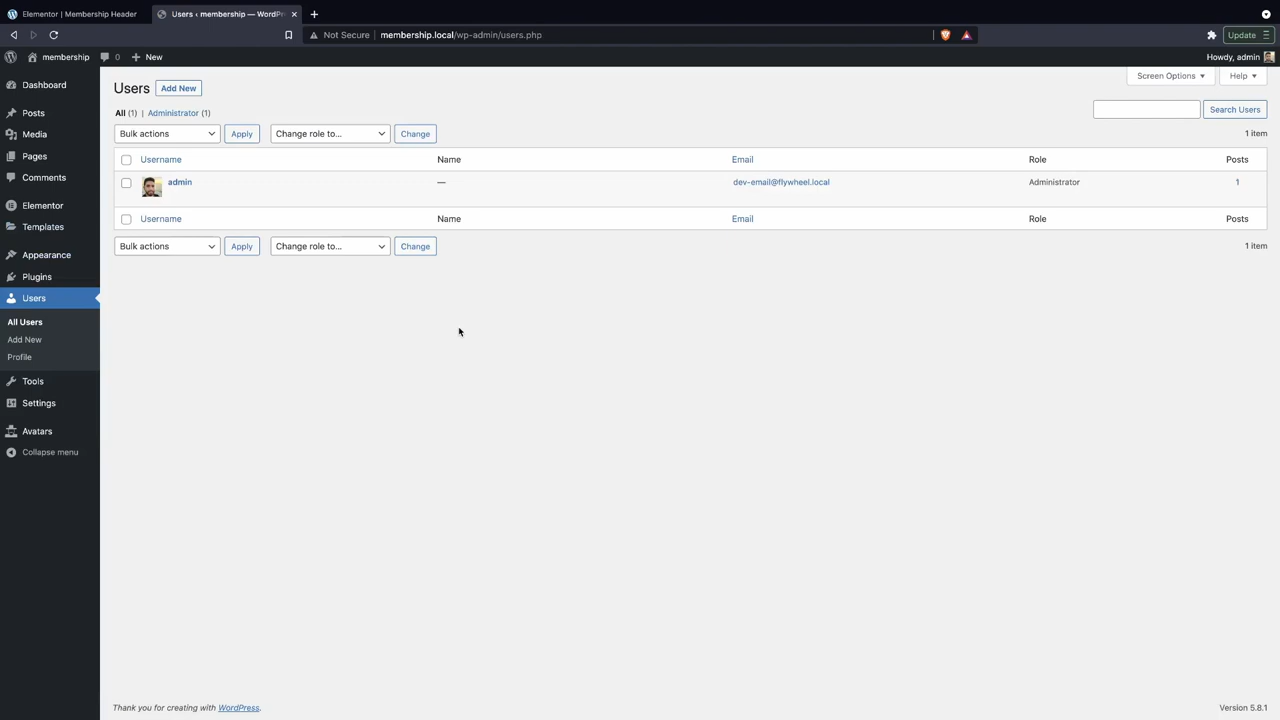 Elementor | Membership Header
Users ‹ membership — WordPr
Not Secure membership.local/wp-admin/users.php
Update
membership 0 New
Howdy, admin
Dashboard
Posts
Media
Pages
Comments
Elementor
Templates
Appearance
Plugins
Users
All Users
Add New
Profile
Tools
Settings
Avatars
Collapse menu
Screen Options
Help
Users Add New
All (1) | Administrator (1)
Search Users
Bulk actions Apply Change role to... Change
1 item
Username Name Email Role Posts
admin — dev-email@flywheel.local Administrator 1
Username Name Email Role Posts
Bulk actions Apply Change role to... Change
1 item
Thank you for creating with WordPress.
Version 5.8.1